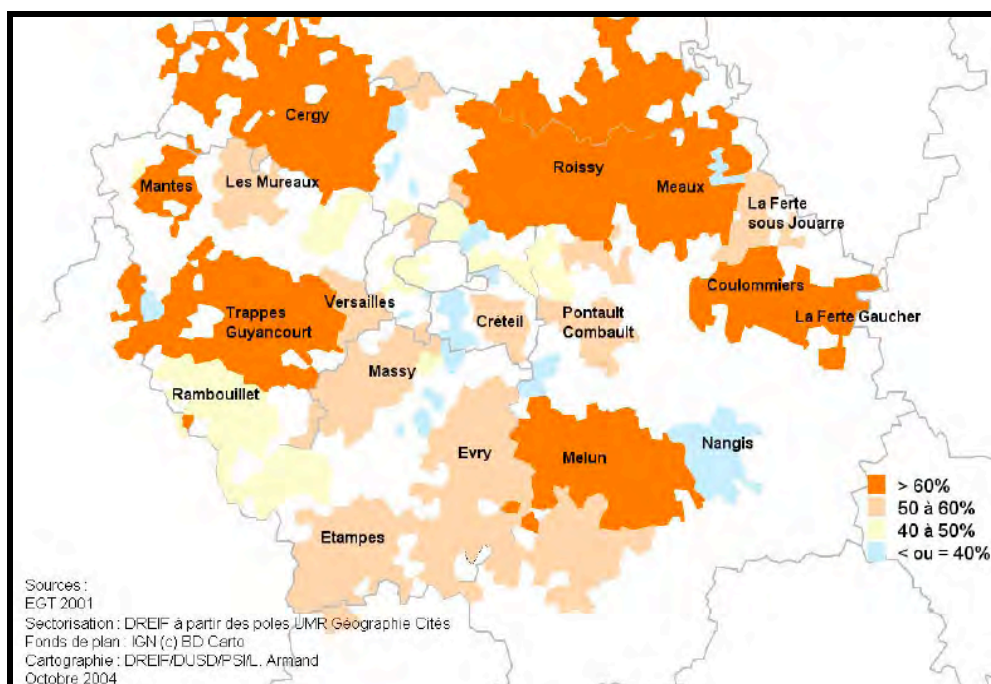 Cergy
Roissy
Mantes
Les Mureaux
Meaux
La Ferte
sous Jouarre
Coulommiers
Versailles
Trappes
Guyancourt
Créteil
Pontault
Combault
La Ferte Gaucher
Massy
Rambouillet
Nangis
Evry
Melun
Etampes
> 60%
50 à 60%
40 à 50%
< ou = 40%
Sources :
EGT 2001
Sectorisation : DREIF à partir des poles UMR Géographie Cités
Fonds de plan : IGN (c) BD Carto
Cartographie : DREIF/DUSD/PSI/L. Armand
Octobre 2004